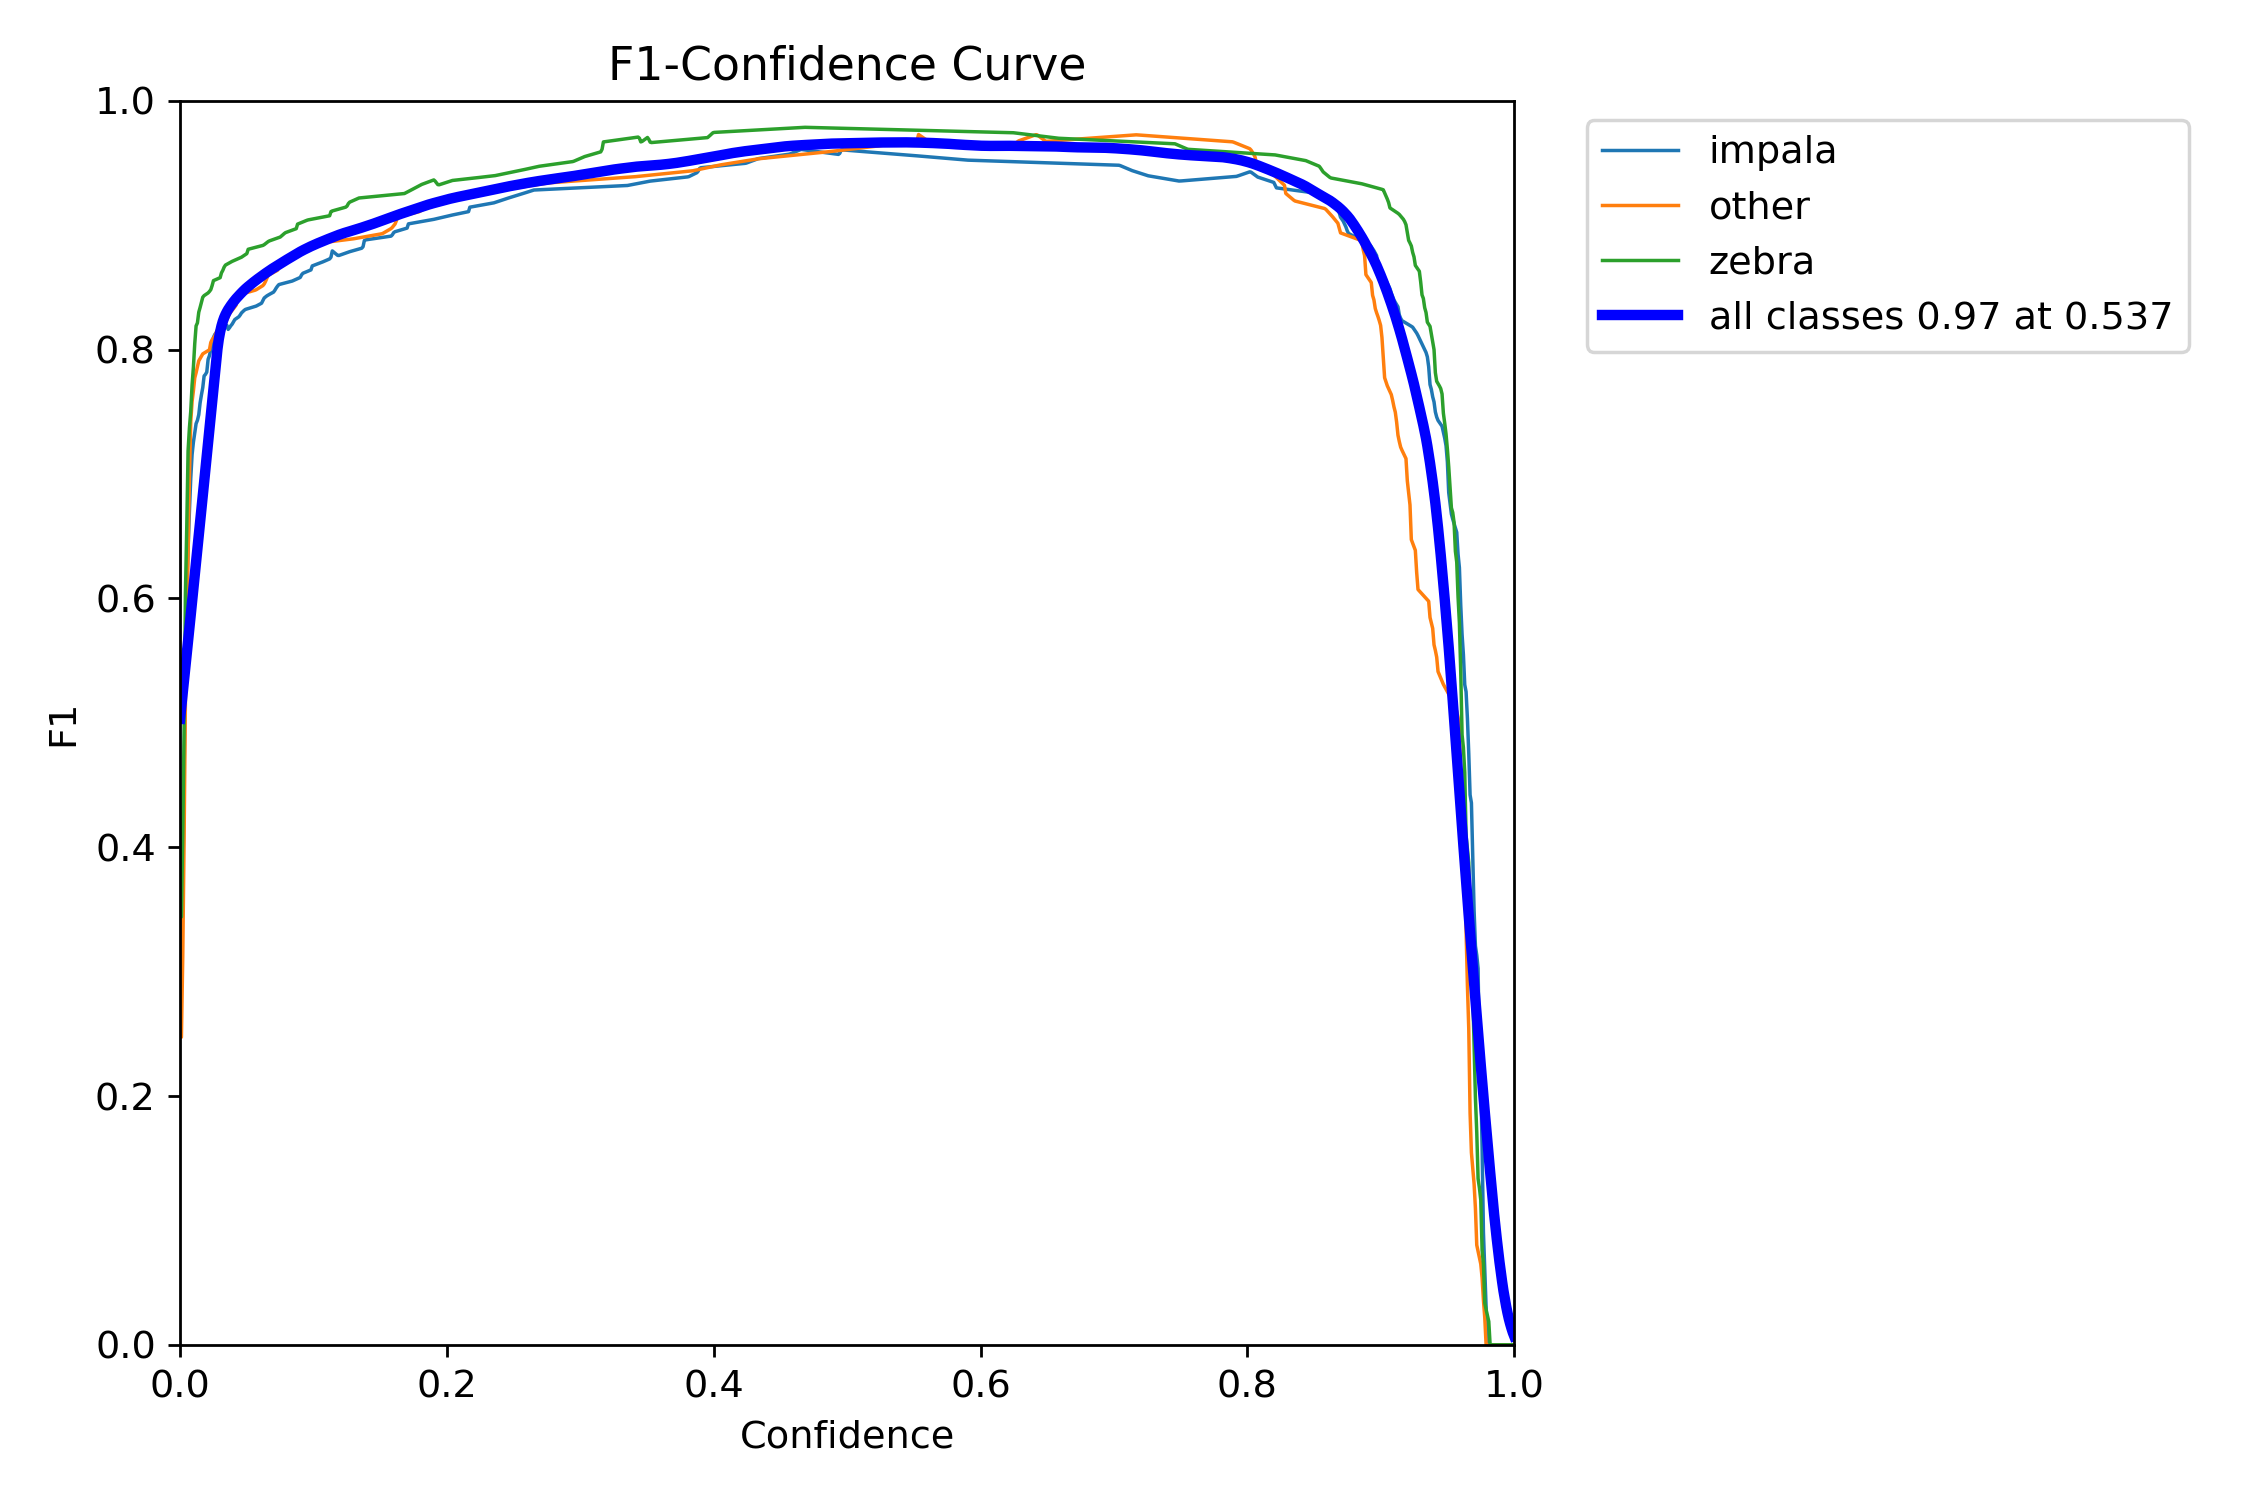 F1-Confidence Curve
1.0
0.8
0.6
0.4
0.2
0.0
F1
0.0 0.2 0.4 0.6 0.8 1.0
Confidence
impala
other
zebra
all classes 0.97 at 0.537